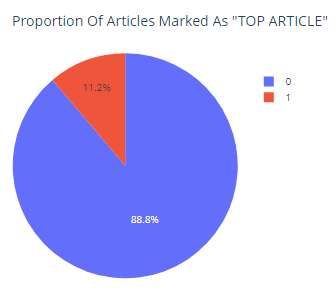 Proportion Of Articles Marked As "TOP ARTICLE"
0
1
11.2%
88.8%